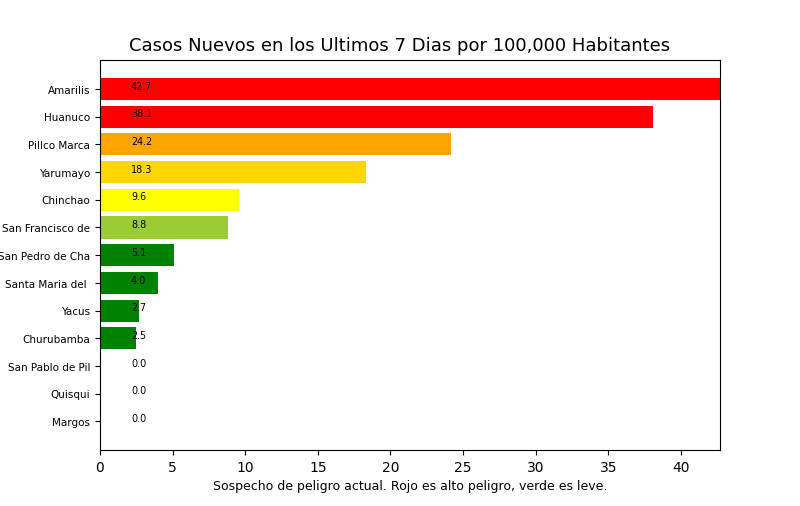 Casos Nuevos en los Ultimos 7 Dias por 100,000 Habitantes
Amarilis 42.7
Huanuco 38.1
Pillco Marca 24.2
Yarumayo 18.3
Chinchao 9.6
San Francisco de 8.8
San Pedro de Cha 5.1
Santa Maria del 4.0
Yacus 2.7
Churubamba 2.5
San Pablo de Pil 0.0
Quisqui 0.0
Margos 0.0
0 5 10 15 20 25 30 35 40
Sospecho de peligro actual. Rojo es alto peligro, verde es leve.